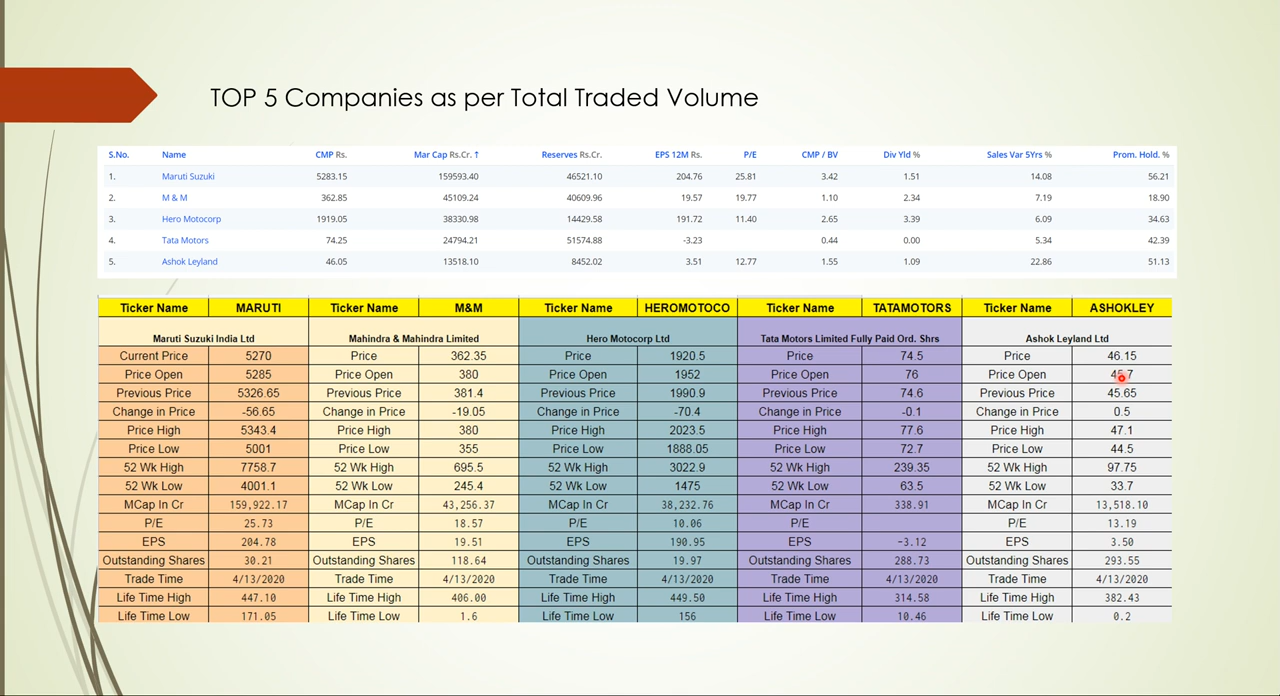 TOP 5 Companies as per Total Traded Volume
S.No. Name CMP Rs. Mar Cap Rs.Cr. ↑ Reserves Rs.Cr. EPS 12M Rs. P/E CMP / BV Div Yld % Sales Var 5Yrs % Prom. Hold. %
1. Maruti Suzuki 5283.15 159593.40 46521.10 204.76 25.81 3.42 1.51 14.08 56.21
2. M & M 362.85 45109.24 40609.96 19.57 19.77 1.10 2.34 7.19 18.90
3. Hero Motocorp 1919.05 38330.98 14429.58 191.72 11.40 2.65 3.39 6.09 34.63
4. Tata Motors 74.25 24794.21 51574.88 -3.23 0.44 0.00 5.34 42.39
5. Ashok Leyland 46.05 13518.10 8452.02 3.51 12.77 1.55 1.09 22.86 51.13
Ticker Name MARUTI Ticker Name M&M Ticker Name HEROMOTOCO Ticker Name TATAMOTORS Ticker Name ASHOKLEY
Maruti Suzuki India Ltd Mahindra & Mahindra Limited Hero Motocorp Ltd Tata Motors Limited Fully Paid Ord. Shrs Ashok Leyland Ltd
Current Price 5270 Price 362.35 Price 1920.5 Price 74.5 Price 46.15
Price Open 5285 Price Open 380 Price Open 1952 Price Open 76 Price Open
Previous Price 5326.65 Previous Price 381.4 Previous Price 1990.9 Previous Price 74.6 Previous Price 45.65
Change in Price -56.65 Change in Price -19.05 Change in Price -70.4 Change in Price -0.1 Change in Price 0.5
Price High 5343.4 Price High 380 Price High 2023.5 Price High 77.6 Price High 47.1
Price Low 5001 Price Low 355 Price Low 1888.05 Price Low 72.7 Price Low 44.5
52 Wk High 7758.7 52 Wk High 695.5 52 Wk High 3022.9 52 Wk High 239.35 52 Wk High 97.75
52 Wk Low 4001.1 52 Wk Low 245.4 52 Wk Low 1475 52 Wk Low 63.5 52 Wk Low 33.7
MCap In Cr 159,922.17 MCap In Cr 43,256.37 MCap In Cr 38,232.76 MCap In Cr 338.91 MCap In Cr 13,518.10
P/E 25.73 P/E 18.57 P/E 10.06 P/E P/E 13.19
EPS 204.78 EPS 19.51 EPS 190.95 EPS -3.12 EPS 3.50
Outstanding Shares 30.21 Outstanding Shares 118.64 Outstanding Shares 19.97 Outstanding Shares 288.73 Outstanding Shares 293.55
Trade Time 4/13/2020 Trade Time 4/13/2020 Trade Time 4/13/2020 Trade Time 4/13/2020 Trade Time 4/13/2020
Life Time High 447.10 Life Time High 406.00 Life Time High 449.50 Life Time High 314.58 Life Time High 382.43
Life Time Low 171.05 Life Time Low 1.6 Life Time Low 156 Life Time Low 10.46 Life Time Low 0.2